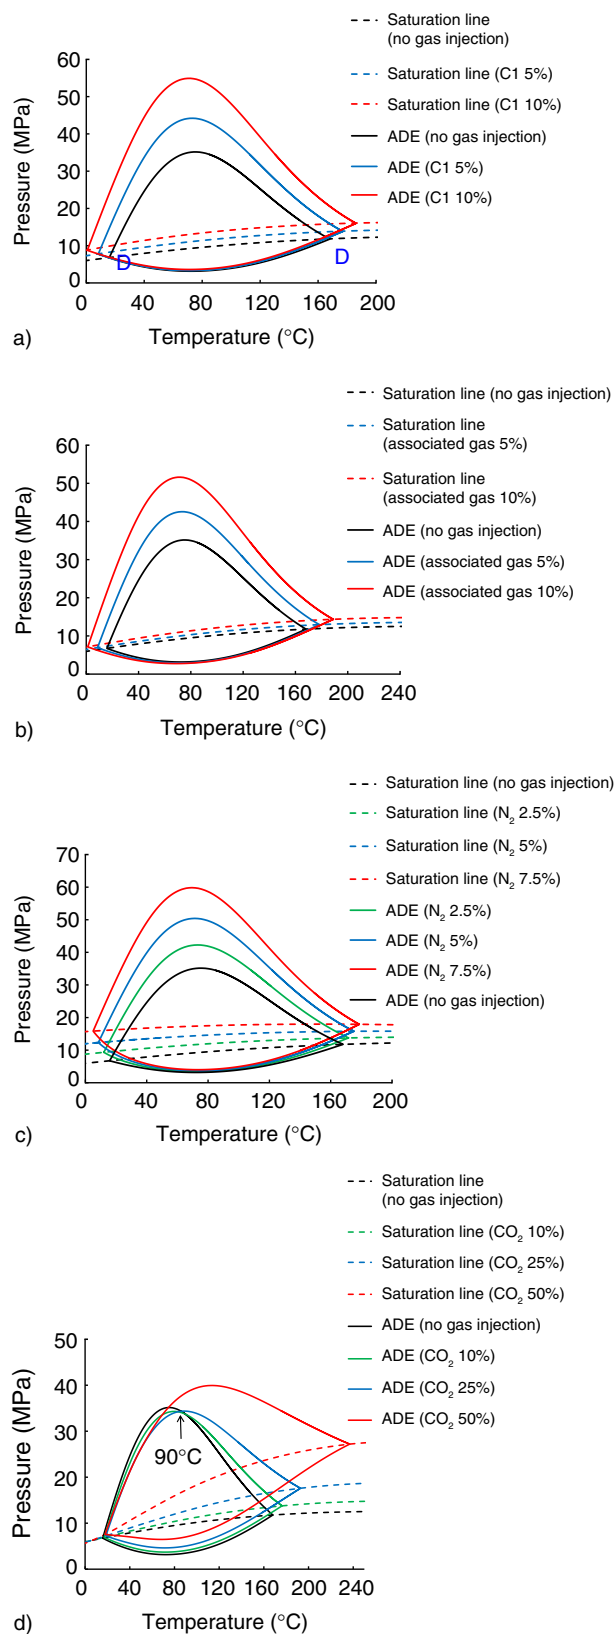 Saturation line
(no gas injection)
Saturation line (C1 5%)
Saturation line (C1 10%)
ADE (no gas injection)
ADE (C1 5%)
ADE (C1 10%)
Pressure (MPa)
60
50
40
30
20
10
0
D
D
0 40 80 120 160 200
Temperature (°C)
a)
Saturation line (no gas injection)
Saturation line
(associated gas 5%)
Saturation line
(associated gas 10%)
ADE (no gas injection)
ADE (associated gas 5%)
ADE (associated gas 10%)
Pressure (MPa)
60
50
40
30
20
10
0
0 40 80 120 160 200 240
Temperature (°C)
b)
Saturation line (no gas injection)
Saturation line (N₂ 2.5%)
Saturation line (N₂ 5%)
Saturation line (N₂ 7.5%)
ADE (N₂ 2.5%)
ADE (N₂ 5%)
ADE (N₂ 7.5%)
ADE (no gas injection)
Pressure (MPa)
70
60
50
40
30
20
10
0
0 40 80 120 160 200
Temperature (°C)
c)
Saturation line
(no gas injection)
Saturation line (CO₂ 10%)
Saturation line (CO₂ 25%)
Saturation line (CO₂ 50%)
ADE (no gas injection)
ADE (CO₂ 10%)
ADE (CO₂ 25%)
ADE (CO₂ 50%)
Pressure (MPa)
50
40
30
20
10
0
90°C
0 40 80 120 160 200 240
Temperature (°C)
d)